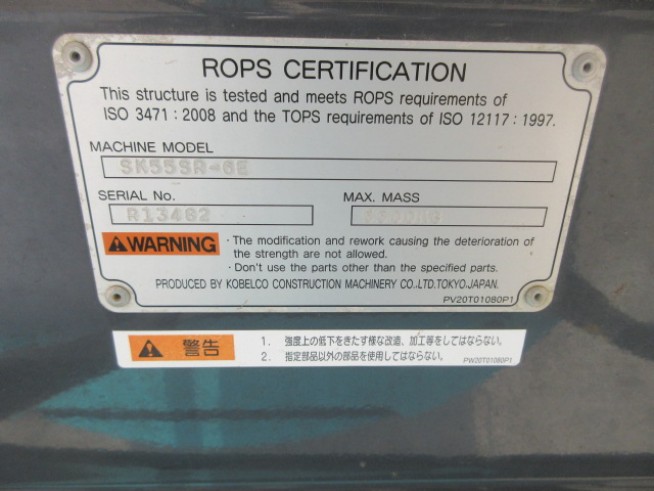 ROPS CERTIFICATION
This structure is tested and meets ROPS requirements of
ISO 3471 : 2008 and the TOPS requirements of ISO 12117 : 1997.
MACHINE MODEL
SK55SR-6E
SERIAL No. MAX. MASS
R13482
WARNING · The modification and rework causing the deterioration of
the strength are not allowed.
· Don't use the parts other than the specified parts.
PRODUCED BY KOBELCO CONSTRUCTION MACHINERY CO.,LTD.TOKYO.JAPAN.
PV20T01080P1
警告 1. 強度上の低下をきたす様な改造、加工等をしてはならない。
2. 指定部品以外の部品を使用してはならない。 PW20T01080P1